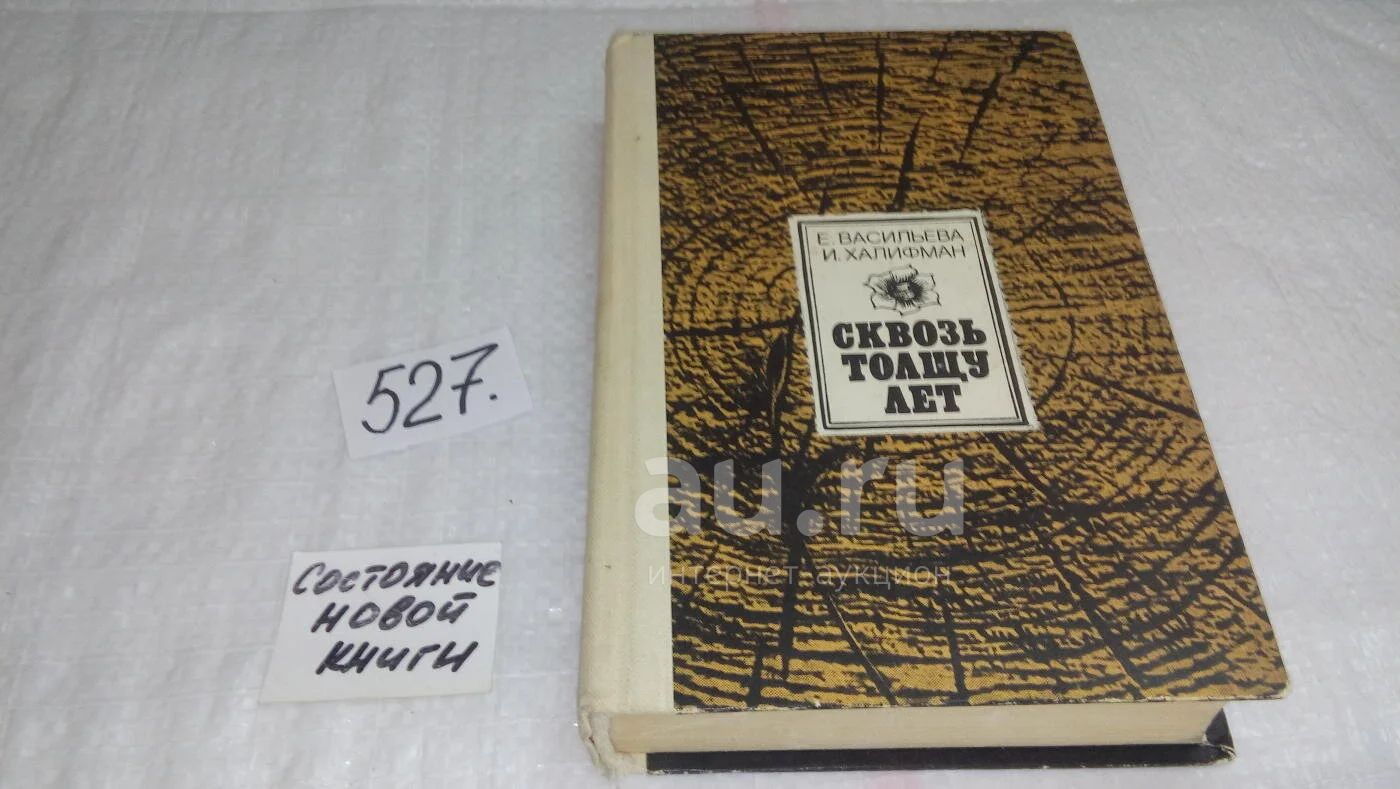 527.
Состояние
новой
книги
Е. ВАСИЛЬЕВА
И. ХАЛИФМАН
СКВОЗЬ
ТОЛЩУ
ЛЕТ
au.ru
интернет аукцион